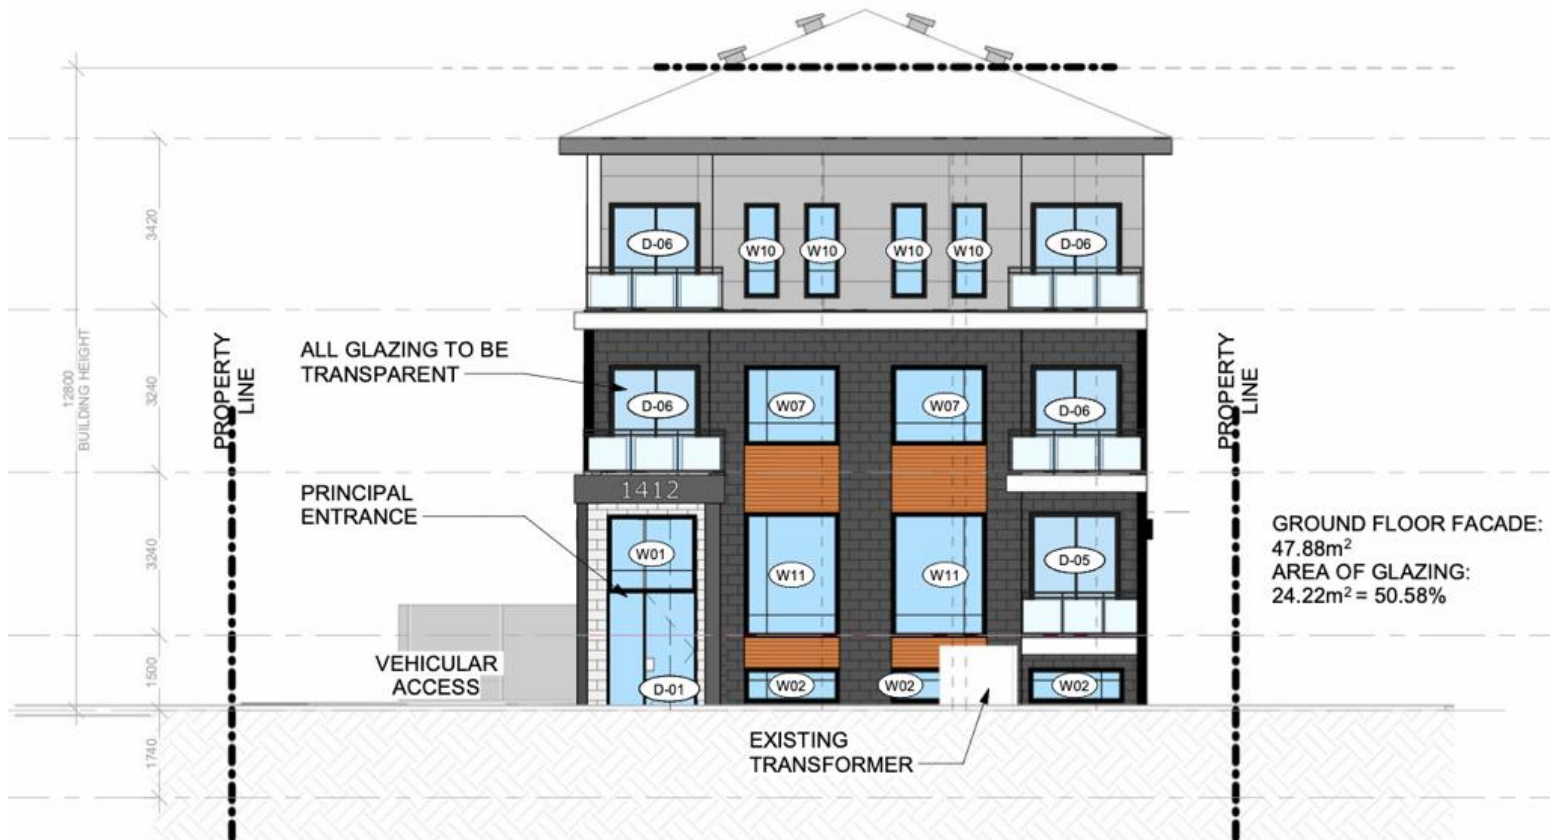 3420
D-06
W10
W10
W10
W10
D-06
12800
BUILDING HEIGHT
3240
PROPERTY
LINE
ALL GLAZING TO BE
TRANSPARENT
D-06
W07
W07
D-06
PROPERTY
LINE
PRINCIPAL
ENTRANCE
1412
3240
W01
W11
W11
D-05
GROUND FLOOR FACADE:
47.88m²
AREA OF GLAZING:
24.22m² = 50.58%
1500
VEHICULAR
ACCESS
D-01
W02
W02
W02
1740
EXISTING
TRANSFORMER